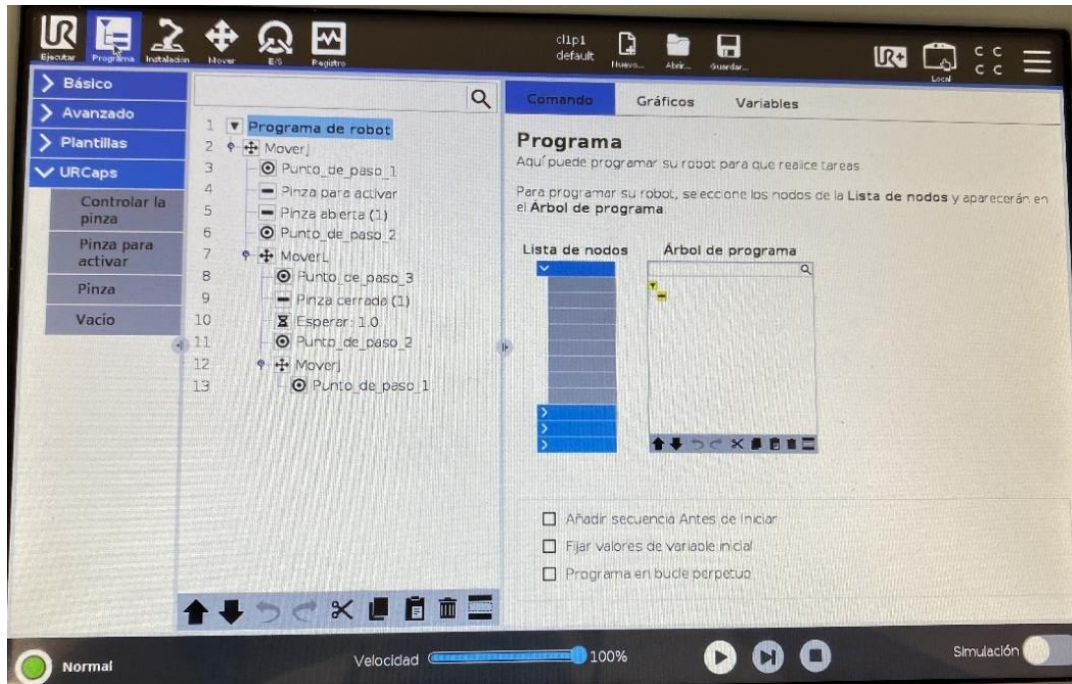 UR
Ejecutar Programa Instalación Mover E/S Registro
cl1p1
default
Nuevo... Abrir... Guardar...
UR+
Local
C C
C C
Básico
Avanzado
Plantillas
URCaps
Controlar la
pinza
Pinza para
activar
Pinza
Vacío
1 Programa de robot
2 MoverJ
3 Punto_de_paso_1
4 Pinza para activar
5 Pinza abierta (1)
6 Punto_de_paso_2
7 MoverL
8 Punto_de_paso_3
9 Pinza cerrada (1)
10 Esperar: 1.0
11 Punto_de_paso_2
12 MoverJ
13 Punto_de_paso_1
Comando Gráficos Variables
Programa
Aquí puede programar su robot para que realice tareas.
Para programar su robot, seleccione los nodos de la Lista de nodos y aparecerán en
el Árbol de programa.
Lista de nodos Árbol de programa
Añadir secuencia Antes de Iniciar
Fijar valores de variable inicial
Programa en bucle perpetuo
Normal
Velocidad 100%
Simulación